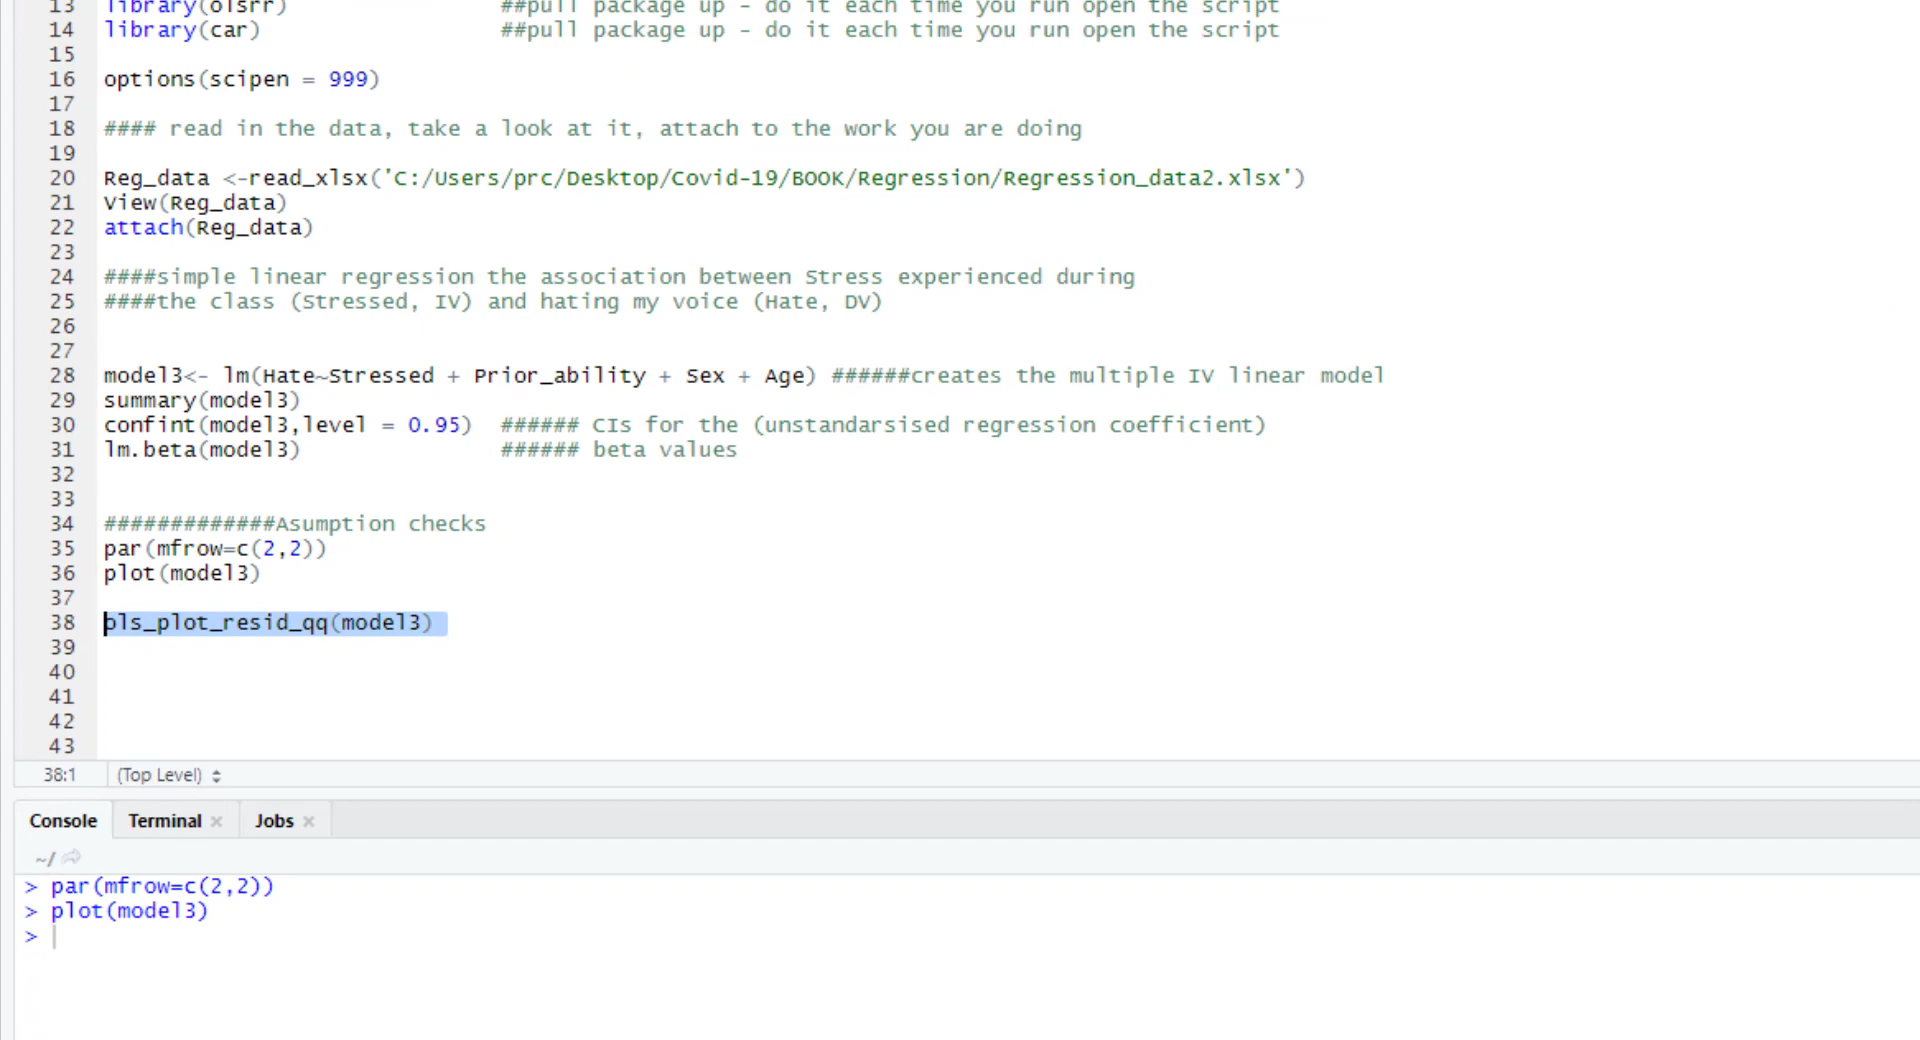 13 library(olsrr) ##pull package up - do it each time you run open the script
14 library(car) ##pull package up - do it each time you run open the script
15
16 options(scipen = 999)
17
18 #### read in the data, take a look at it, attach to the work you are doing
19
20 Reg_data <-read_xlsx('C:/Users/prc/Desktop/Covid-19/BOOK/Regression/Regression_data2.xlsx')
21 View(Reg_data)
22 attach(Reg_data)
23
24 ####simple linear regression the association between Stress experienced during
25 ####the class (Stressed, IV) and hating my voice (Hate, DV)
26
27
28 model3<- lm(Hate~Stressed + Prior_ability + Sex + Age) ######creates the multiple IV linear model
29 summary(model3)
30 confint(model3,level = 0.95) ###### CIs for the (unstandarsised regression coefficient)
31 lm.beta(model3) ###### beta values
32
33
34 #############Asumption checks
35 par(mfrow=c(2,2))
36 plot(model3)
37
38 ols_plot_resid_qq(model3)
39
40
41
42
43
38:1 (Top Level)
Console Terminal Jobs
~/
> par(mfrow=c(2,2))
> plot(model3)
>